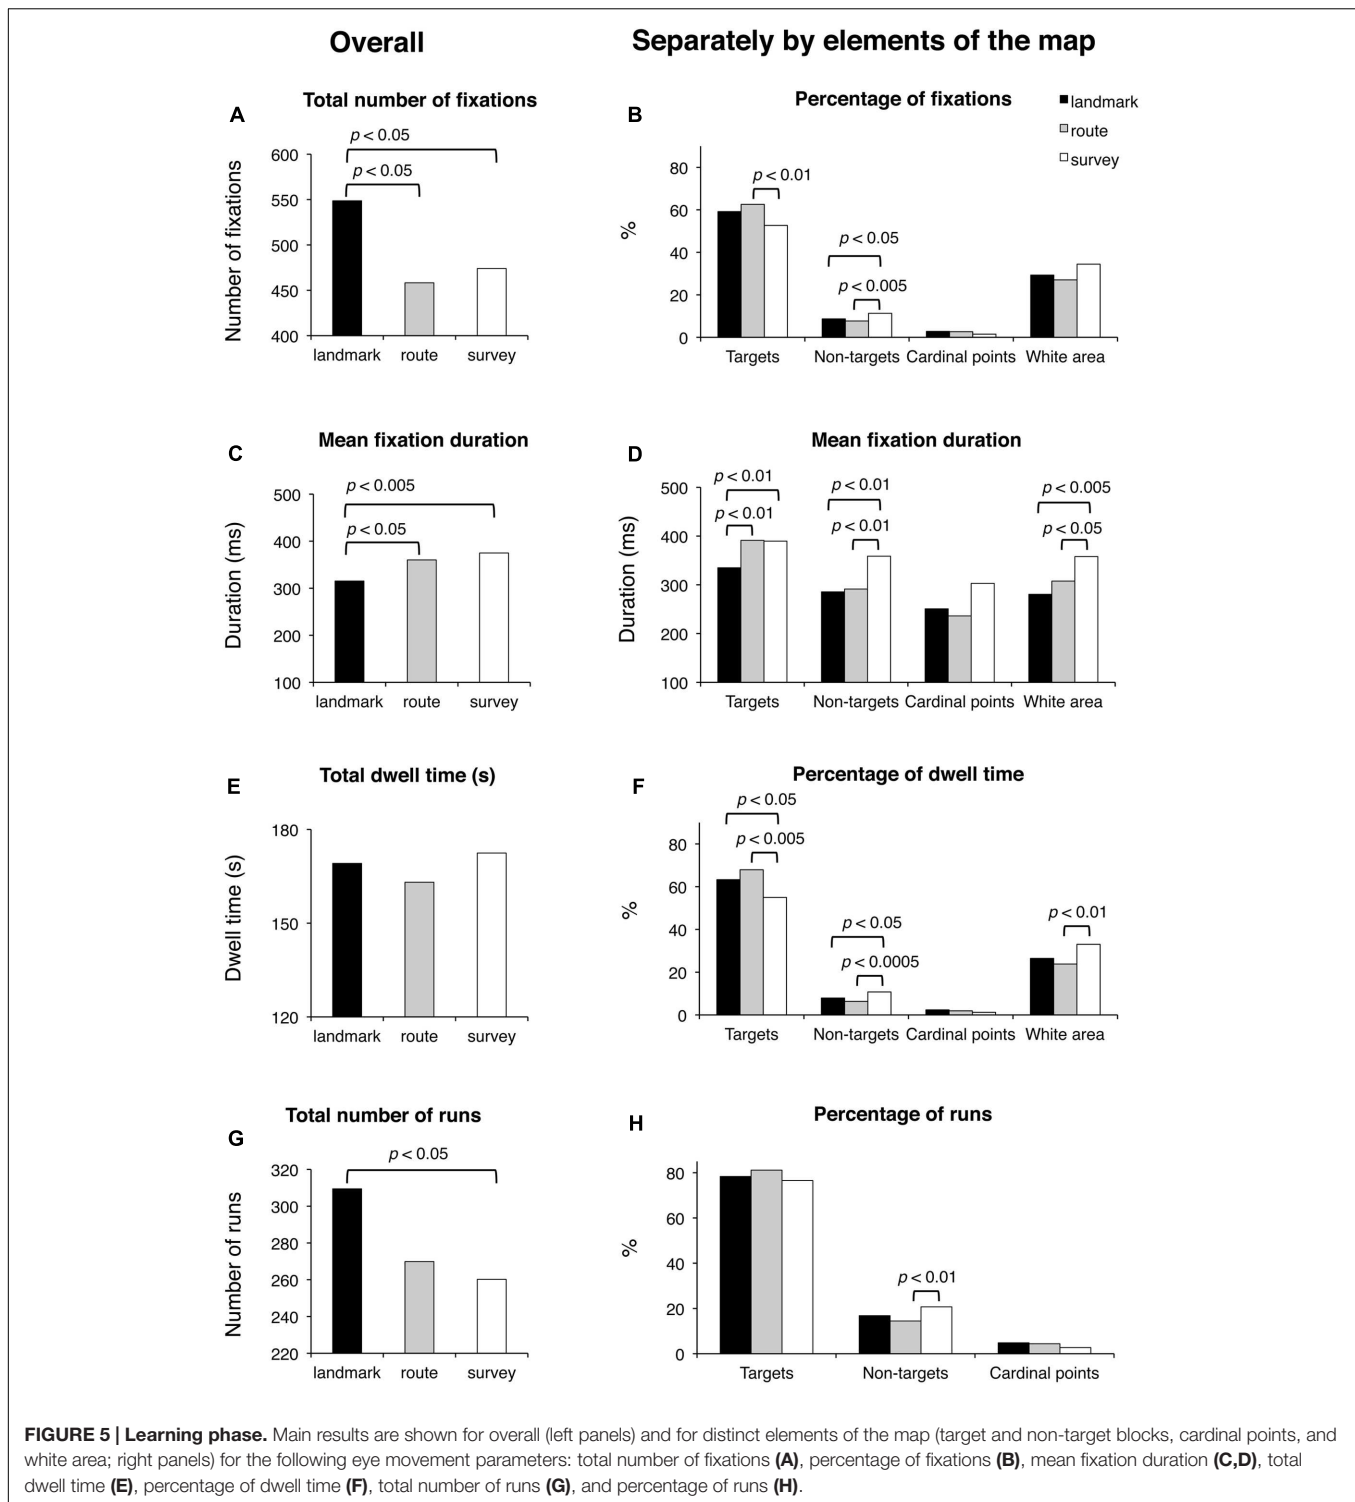 Overall
Separately by elements of the map
A
Total number of fixations
p < 0.05
p < 0.05
Number of fixations
600
550
500
450
400
landmark route survey
B
Percentage of fixations
landmark
route
survey
p < 0.01
p < 0.05
p < 0.005
%
80
60
40
20
0
Targets Non-targets Cardinal points White area
C
Mean fixation duration
p < 0.005
p < 0.05
Duration (ms)
500
400
300
200
100
landmark route survey
D
Mean fixation duration
p < 0.01
p < 0.01
p < 0.01
p < 0.01
p < 0.005
p < 0.05
Duration (ms)
500
400
300
200
100
Targets Non-targets Cardinal points White area
E
Total dwell time (s)
Dwell time (s)
180
150
120
landmark route survey
F
Percentage of dwell time
p < 0.05
p < 0.005
p < 0.05
p < 0.0005
p < 0.01
%
80
60
40
20
0
Targets Non-targets Cardinal points White area
G
Total number of runs
p < 0.05
Number of runs
320
300
280
260
240
220
landmark route survey
H
Percentage of runs
p < 0.01
%
80
60
40
20
0
Targets Non-targets Cardinal points
FIGURE 5 | Learning phase. Main results are shown for overall (left panels) and for distinct elements of the map (target and non-target blocks, cardinal points, and
white area; right panels) for the following eye movement parameters: total number of fixations (A), percentage of fixations (B), mean fixation duration (C,D), total
dwell time (E), percentage of dwell time (F), total number of runs (G), and percentage of runs (H).